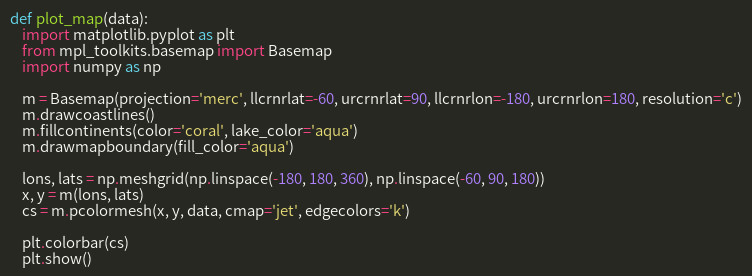 def plot_map(data):
    import matplotlib.pyplot as plt
    from mpl_toolkits.basemap import Basemap
    import numpy as np

    m = Basemap(projection='merc', llcrnrlat=-60, urcrnrlat=90, llcrnrlon=-180, urcrnrlon=180, resolution='c')
    m.drawcoastlines()
    m.fillcontinents(color='coral', lake_color='aqua')
    m.drawmapboundary(fill_color='aqua')

    lons, lats = np.meshgrid(np.linspace(-180, 180, 360), np.linspace(-60, 90, 180))
    x, y = m(lons, lats)
    cs = m.pcolormesh(x, y, data, cmap='jet', edgecolors='k')

    plt.colorbar(cs)
    plt.show()